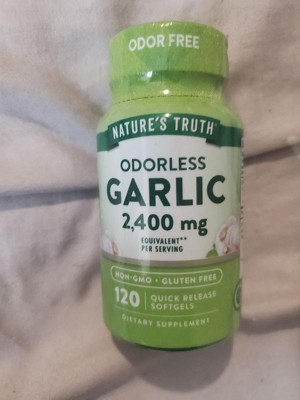 ODOR FREE
NATURE'S TRUTH
ODORLESS
GARLIC
2,400 mg
EQUIVALENT**
PER SERVING
NON-GMO • GLUTEN FREE
120 QUICK RELEASE
SOFTGELS
DIETARY SUPPLEMENT